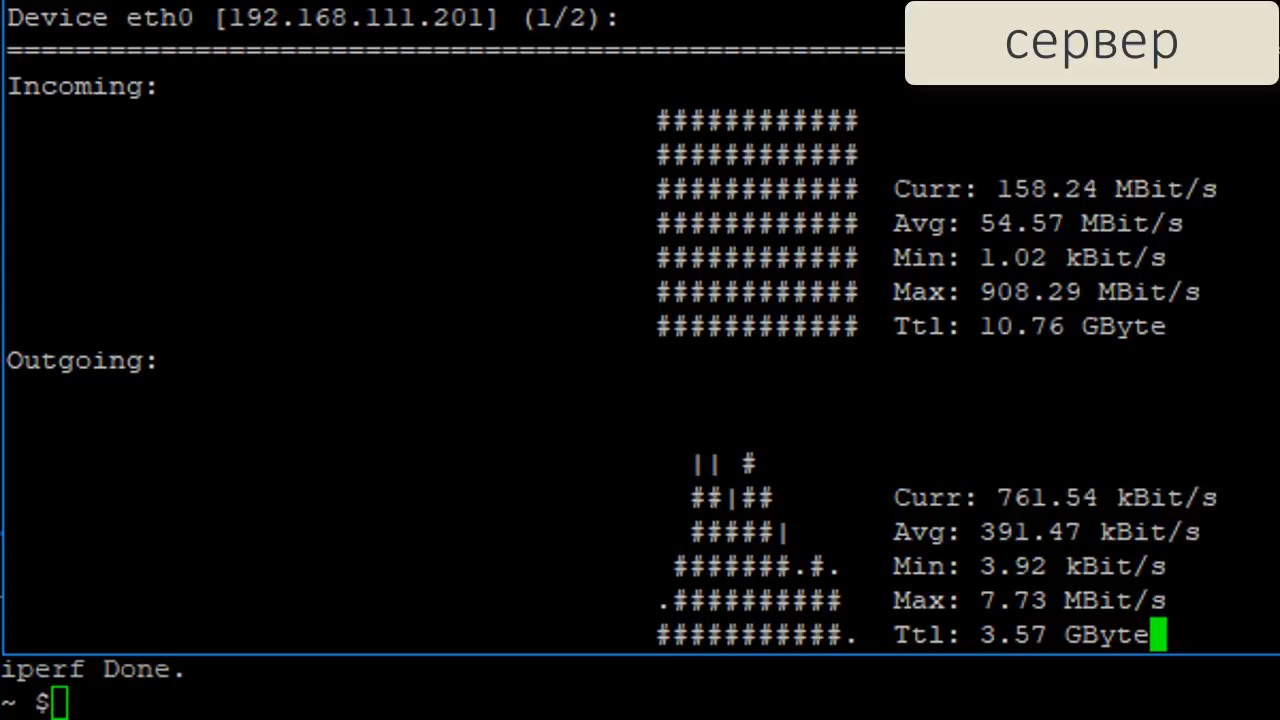 Device eth0 [192.168.111.201] (1/2):
сервер
================================================
Incoming:
############
############
############ Curr: 158.24 MBit/s
############ Avg: 54.57 MBit/s
############ Min: 1.02 kBit/s
############ Max: 908.29 MBit/s
############ Ttl: 10.76 GByte
Outgoing:
|| #
##|## Curr: 761.54 kBit/s
#####| Avg: 391.47 kBit/s
#######.#. Min: 3.92 kBit/s
.########## Max: 7.73 MBit/s
###########. Ttl: 3.57 GByte
iperf Done.
~ $